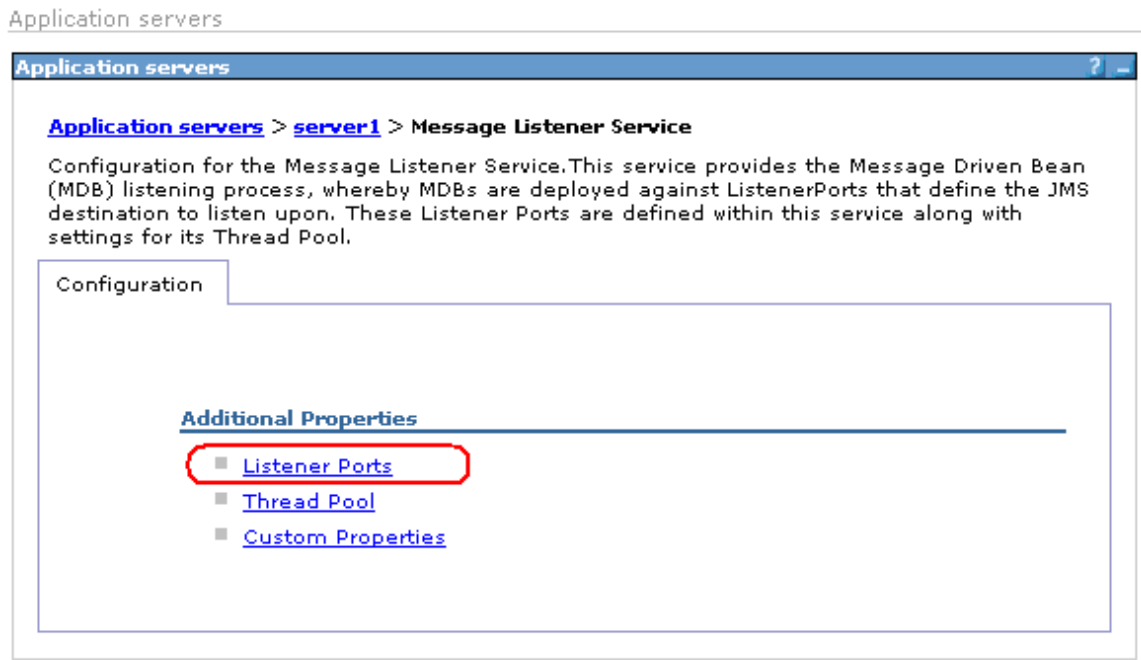 Application servers
Application servers ? _
Application servers > server1 > Message Listener Service
Configuration for the Message Listener Service.This service provides the Message Driven Bean
(MDB) listening process, whereby MDBs are deployed against ListenerPorts that define the JMS
destination to listen upon. These Listener Ports are defined within this service along with
settings for its Thread Pool.
Configuration
Additional Properties
Listener Ports
Thread Pool
Custom Properties